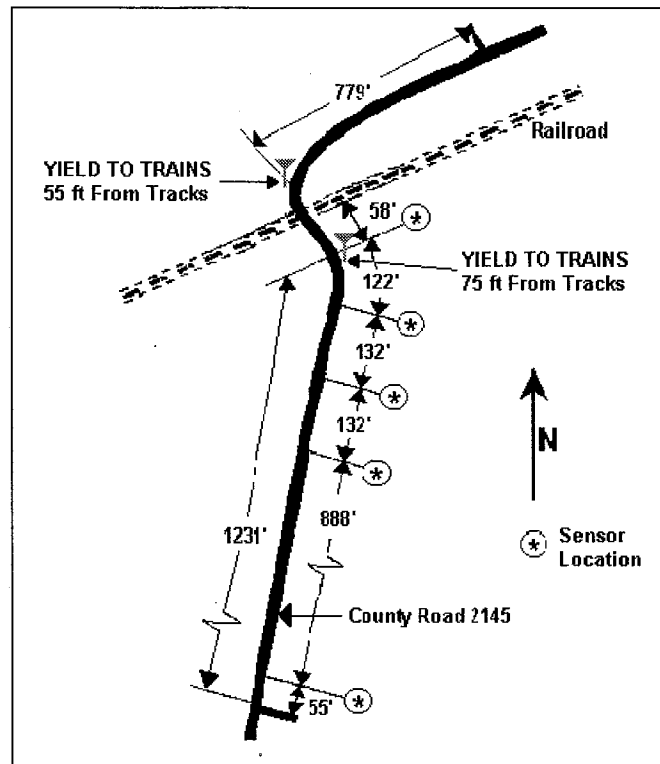 779'
Railroad
YIELD TO TRAINS
55 ft From Tracks
58'
*
YIELD TO TRAINS
75 ft From Tracks
122'
*
132'
*
132'
*
N
1231'
888'
* Sensor
Location
County Road 2145
*
55'